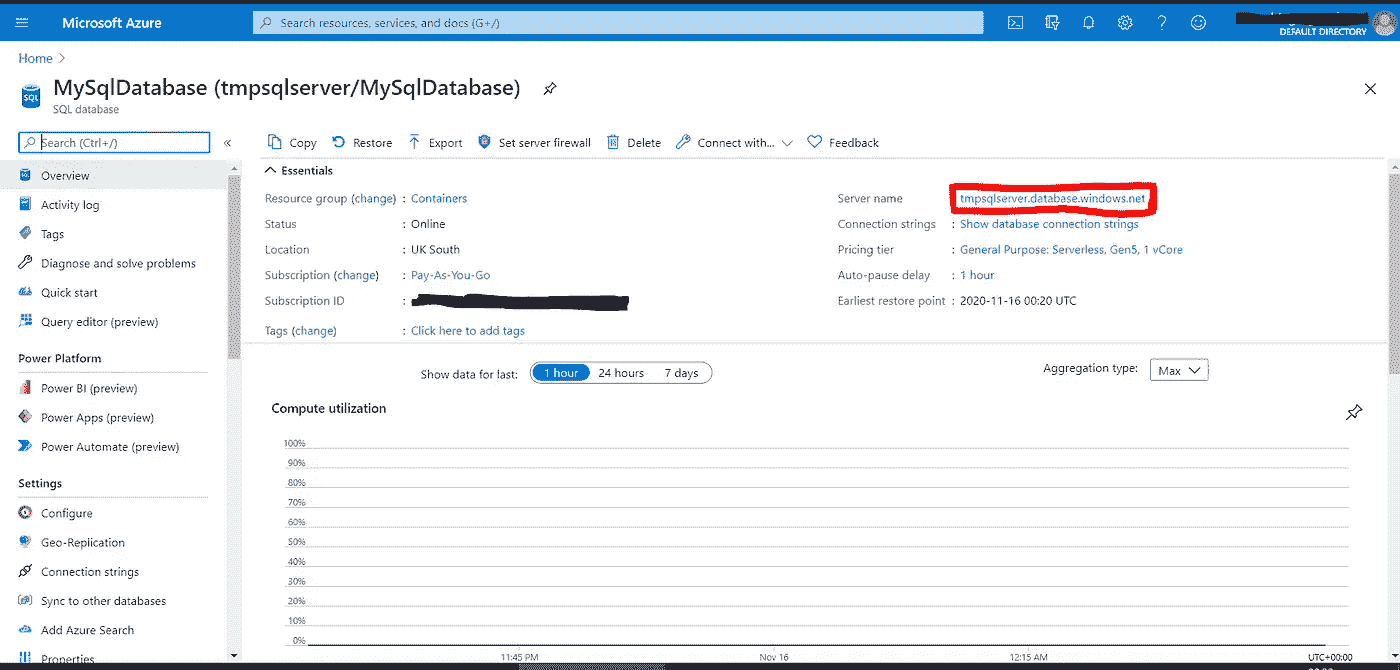 Microsoft Azure
Search resources, services, and docs (G+/)
DEFAULT DIRECTORY
Home
MySqlDatabase (tmpsqlserver/MySqlDatabase)
SQL database
SQL
Search (Ctrl+/)
Copy Restore Export Set server firewall Delete Connect with... Feedback
Overview
Activity log
Tags
Diagnose and solve problems
Quick start
Query editor (preview)
Power Platform
Power BI (preview)
Power Apps (preview)
Power Automate (preview)
Settings
Configure
Geo-Replication
Connection strings
Sync to other databases
Add Azure Search
Properties
Essentials
Resource group (change) : Containers
Status : Online
Location : UK South
Subscription (change) : Pay-As-You-Go
Subscription ID :
Tags (change) : Click here to add tags
Server name tmpsqlserver.database.windows.net
Connection strings : Show database connection strings
Pricing tier : General Purpose: Serverless, Gen5, 1 vCore
Auto-pause delay : 1 hour
Earliest restore point : 2020-11-16 00:20 UTC
Show data for last: 1 hour 24 hours 7 days
Aggregation type: Max
Compute utilization
100%
90%
80%
70%
60%
50%
40%
30%
20%
10%
0%
11:45 PM Nov 16 12:15 AM UTC+00:00